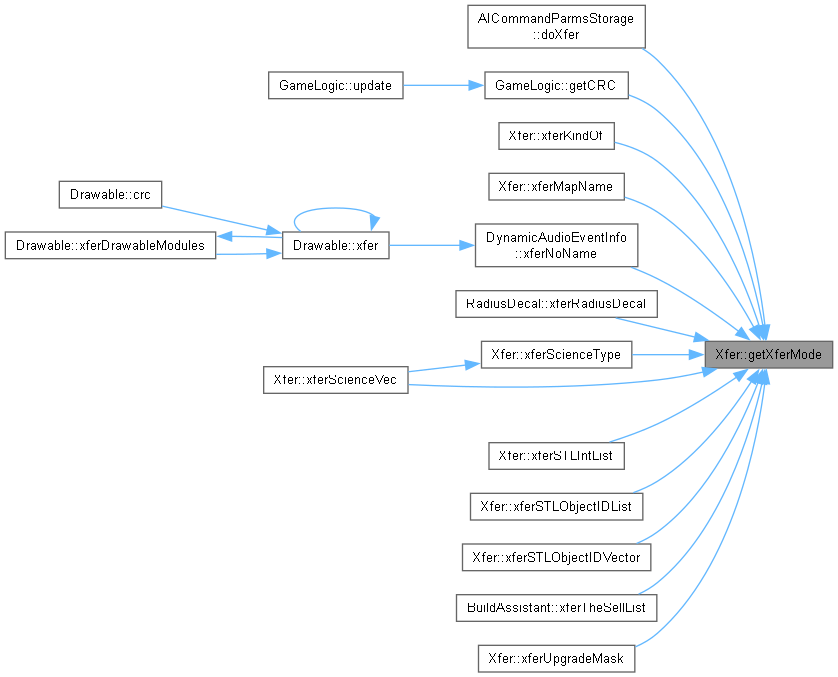 AICommandParmsStorage
::doXfer
GameLogic::update
GameLogic::getCRC
Xfer::xferKindOf
Xfer::xferMapName
Drawable::crc
Drawable::xferDrawableModules
Drawable::xfer
DynamicAudioEventInfo
::xferNoName
RadiusDecal::xferRadiusDecal
Xfer::getXferMode
Xfer::xferScienceType
Xfer::xferScienceVec
Xfer::xferSTLIntList
Xfer::xferSTLObjectIDList
Xfer::xferSTLObjectIDVector
BuildAssistant::xferTheSellList
Xfer::xferUpgradeMask